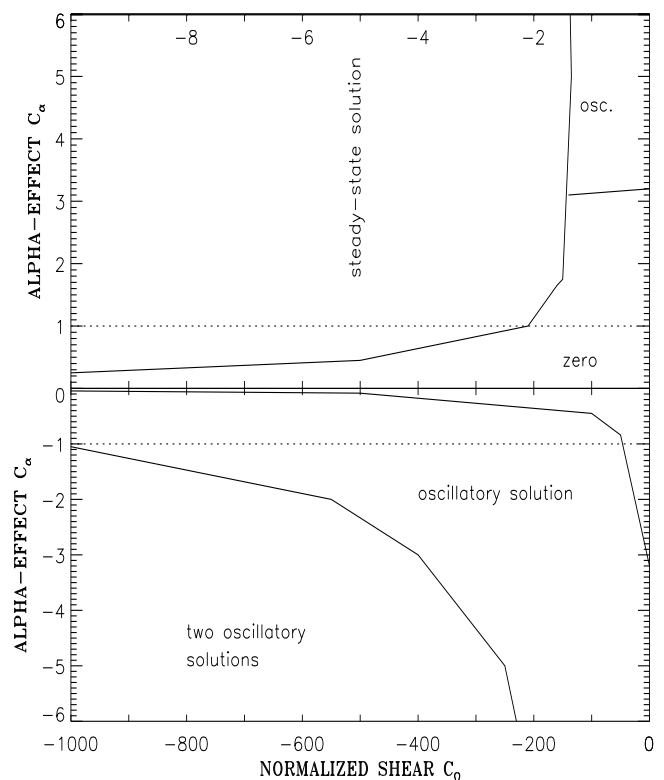 6
-8
-6
-4
-2
5
osc.
4
steady-state solution
ALPHA-EFFECT Cα
3
2
1
zero
0
-1
oscillatory solution
-2
ALPHA-EFFECT Cα
-3
-4
two oscillatory
solutions
-5
-6
-1000
-800
-600
-400
-200
0
NORMALIZED SHEAR CΩ